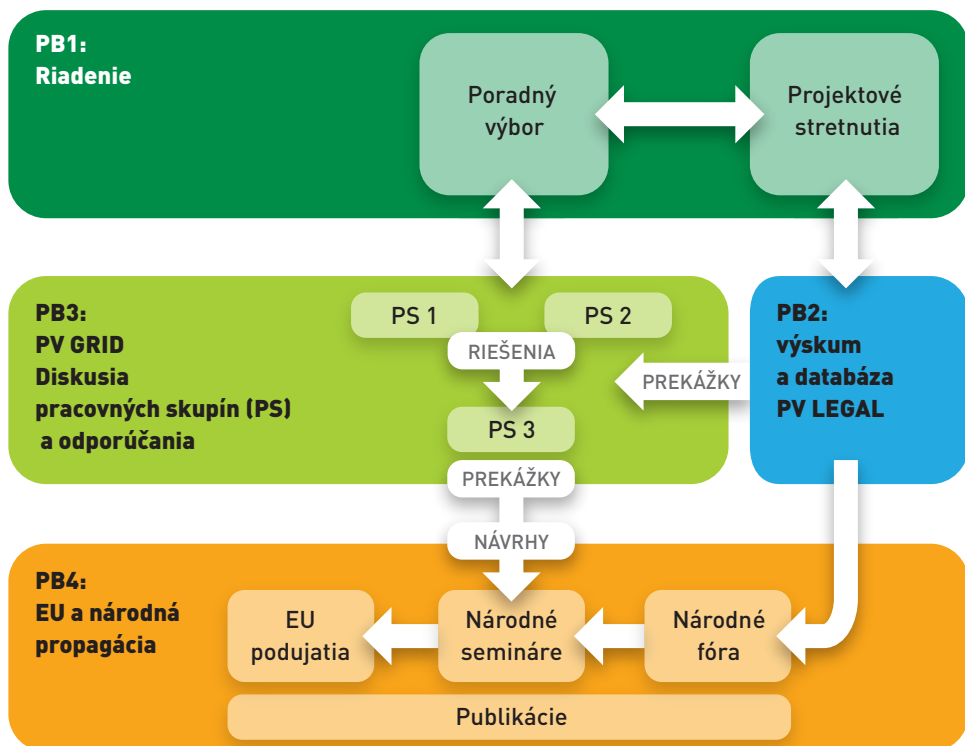 PB1:
Riadenie
Poradný
výbor
Projektové
stretnutia
PB3:
PV GRID
Diskusia
pracovných skupín (PS)
a odporúčania
PS 1
PS 2
RIEŠENIA
PS 3
PREKÁŽKY
NÁVRHY
PREKÁŽKY
PB2:
výskum
a databáza
PV LEGAL
PB4:
EU a národná
propagácia
EU
podujatia
Národné
semináre
Národné
fóra
Publikácie